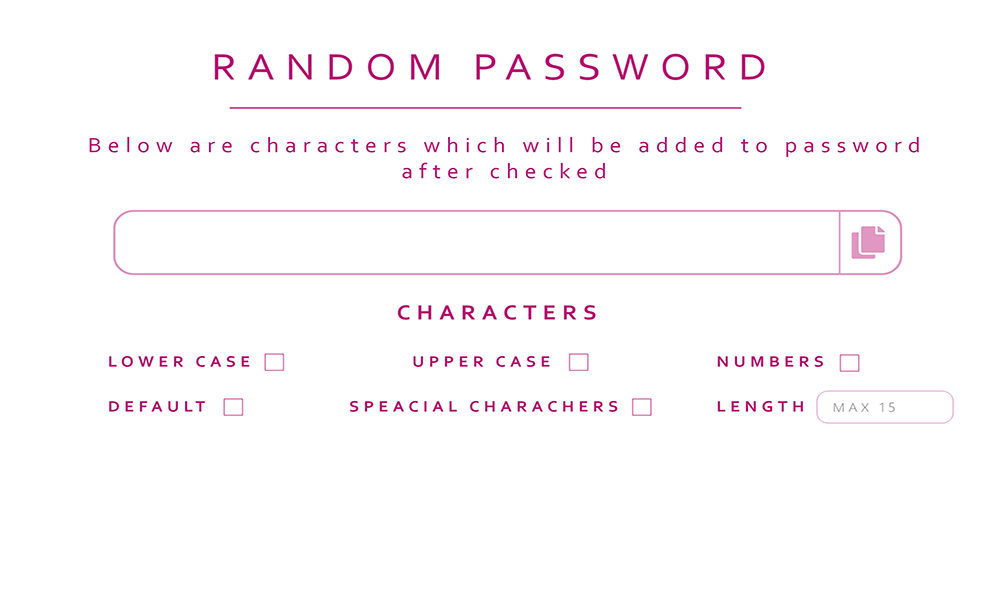 RANDOM PASSWORD
Below are characters which will be added to password
after checked
CHARACTERS
LOWER CASE
UPPER CASE
NUMBERS
DEFAULT
SPEACIAL CHARACHERS
LENGTH
MAX 15